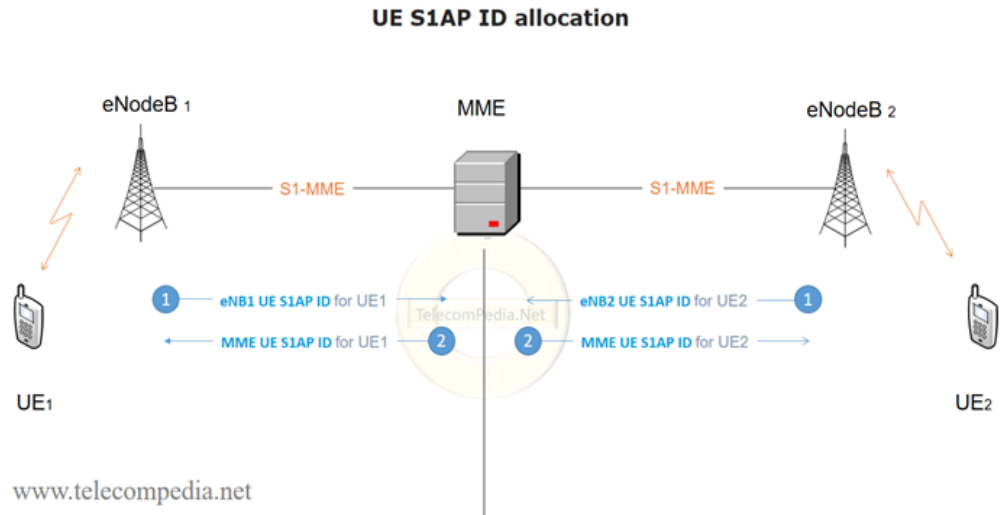 UE S1AP ID allocation
eNodeB 1
MME
eNodeB 2
S1-MME
S1-MME
1 eNB1 UE S1AP ID for UE1
eNB2 UE S1AP ID for UE2 1
TelecomPedia.Net
MME UE S1AP ID for UE1 2
2 MME UE S1AP ID for UE2
UE1
UE2
www.telecompedia.net